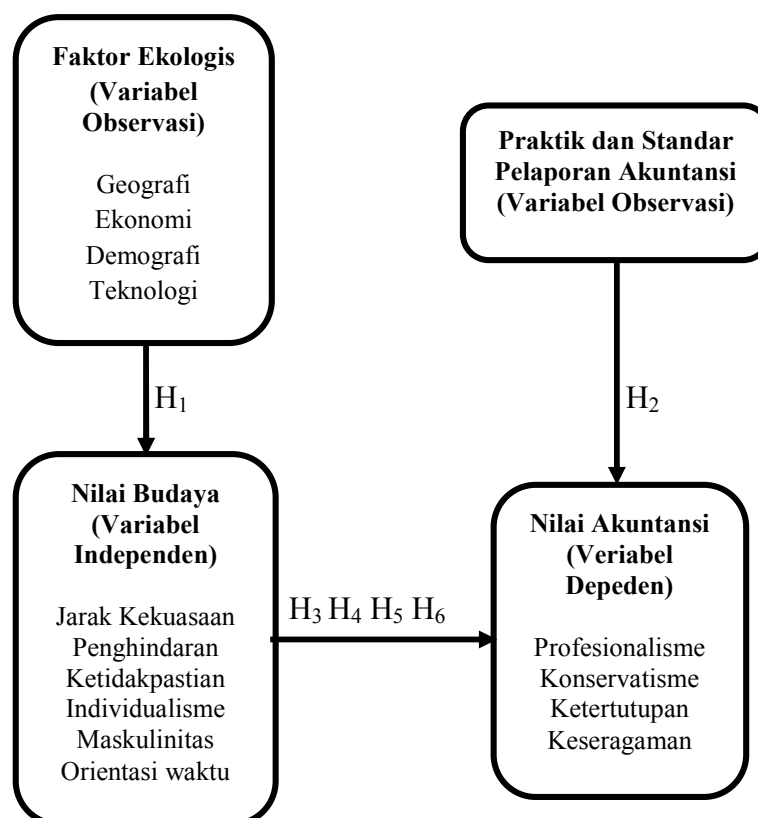 Faktor Ekologis
(Variabel
Observasi)
Geografi
Ekonomi
Demografi
Teknologi
Praktik dan Standar
Pelaporan Akuntansi
(Variabel Observasi)
H₁
H₂
Nilai Budaya
(Variabel
Independen)
Jarak Kekuasaan
Penghindaran
Ketidakpastian
Individualisme
Maskulinitas
Orientasi waktu
H₃ H₄ H₅ H₆
Nilai Akuntansi
(Veriabel
Depeden)
Profesionalisme
Konservatisme
Ketertutupan
Keseragaman